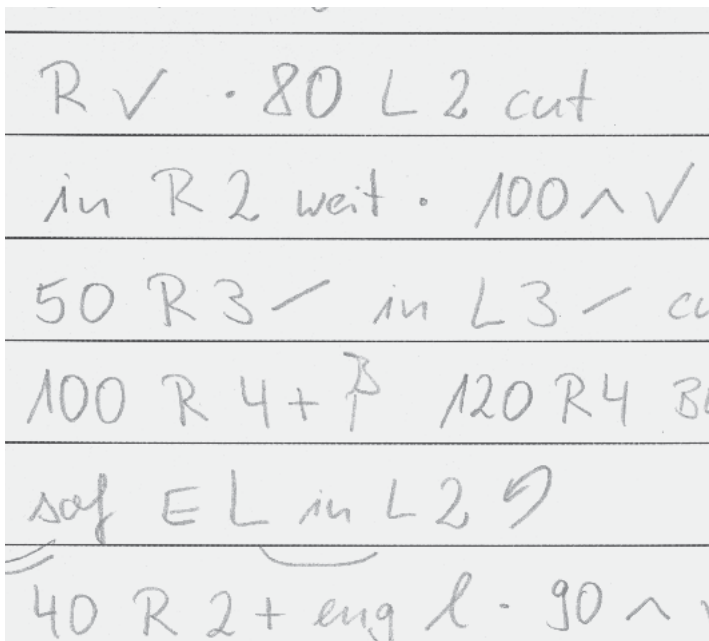 R √ · 80 L 2 cut
in R 2 weit · 100 ∧ √
50 R 3 / in L 3 /
100 R 4 + 120 R 4
sof E L in L 2
40 R 2 + eng l · 90 ∧